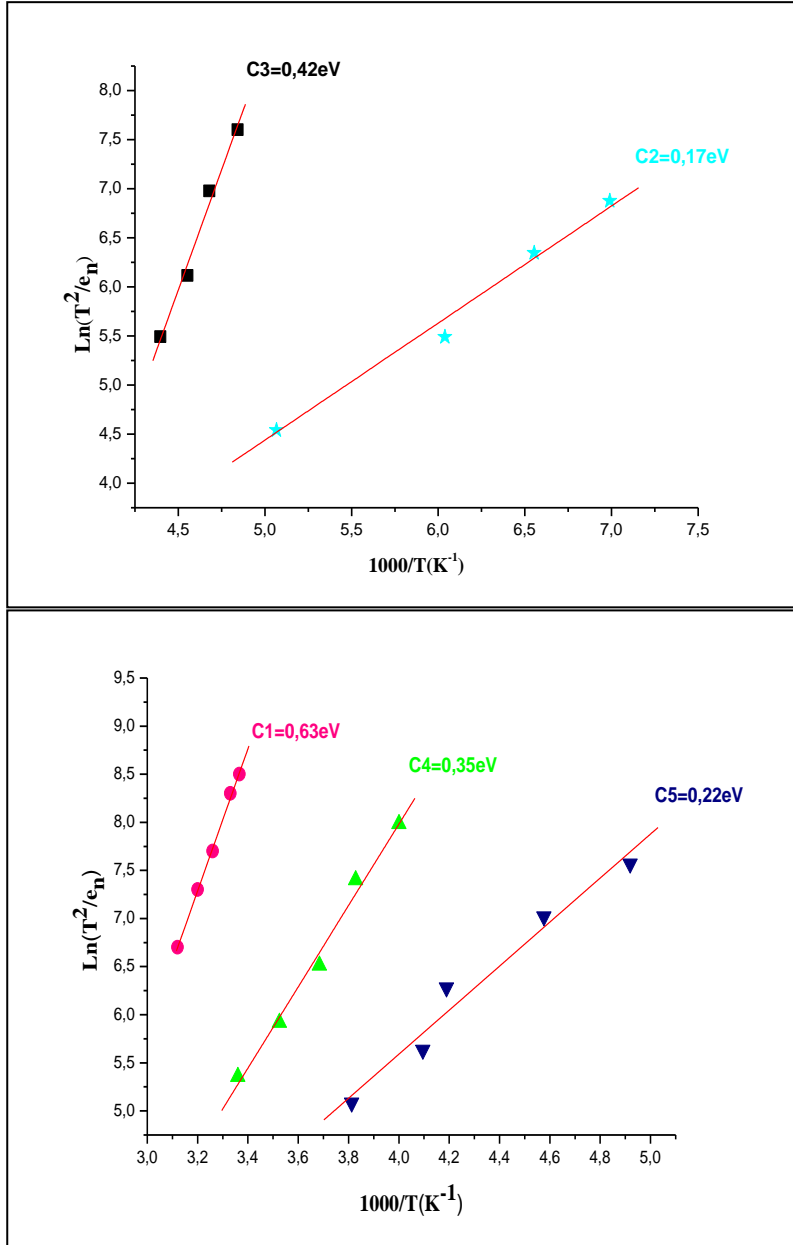 C3=0,42eV
C2=0,17eV
Ln(T²/eₙ)
8,0
7,5
7,0
6,5
6,0
5,5
5,0
4,5
4,0
4,5 5,0 5,5 6,0 6,5 7,0 7,5
1000/T(K⁻¹)
C1=0,63eV
C4=0,35eV
C5=0,22eV
Ln(T²/eₙ)
9,5
9,0
8,5
8,0
7,5
7,0
6,5
6,0
5,5
5,0
3,0 3,2 3,4 3,6 3,8 4,0 4,2 4,4 4,6 4,8 5,0
1000/T(K⁻¹)